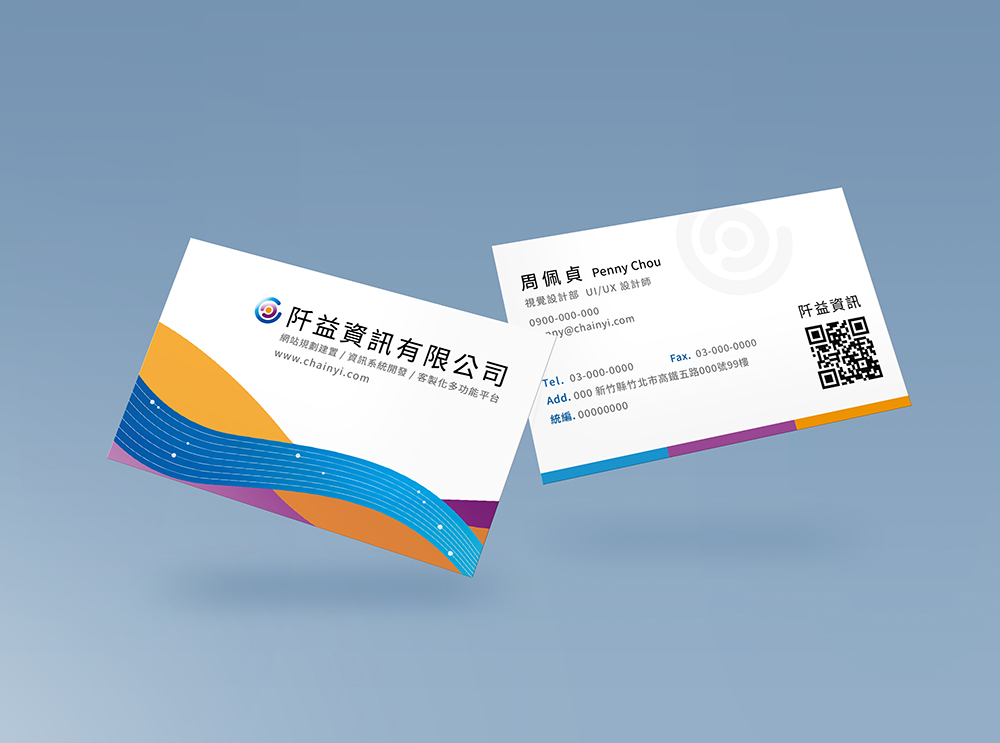 阡益資訊有限公司
網站規劃建置 / 資訊系統開發 / 客製化多功能平台
www.chainyi.com
周佩貞 Penny Chou
視覺設計部 UI/UX 設計師
0900-000-000
ny@chainyi.com
Tel. 03-000-0000 Fax. 03-000-0000
Add. 000 新竹縣竹北市高鐵五路000號99樓
統編. 00000000
阡益資訊